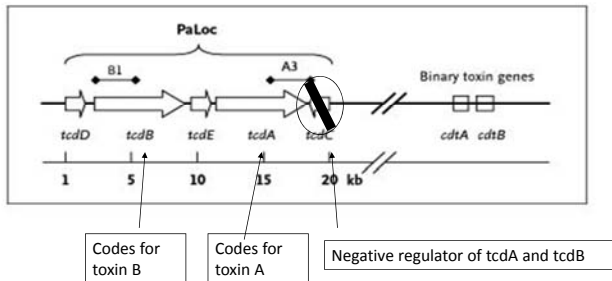 PaLoc
B1
A3
Binary toxin genes
tcdD tcdB tcdE tcdA tcdC cdtA cdtB
1 5 10 15 20 kb
Codes for
toxin B
Codes for
toxin A
Negative regulator of tcdA and tcdB